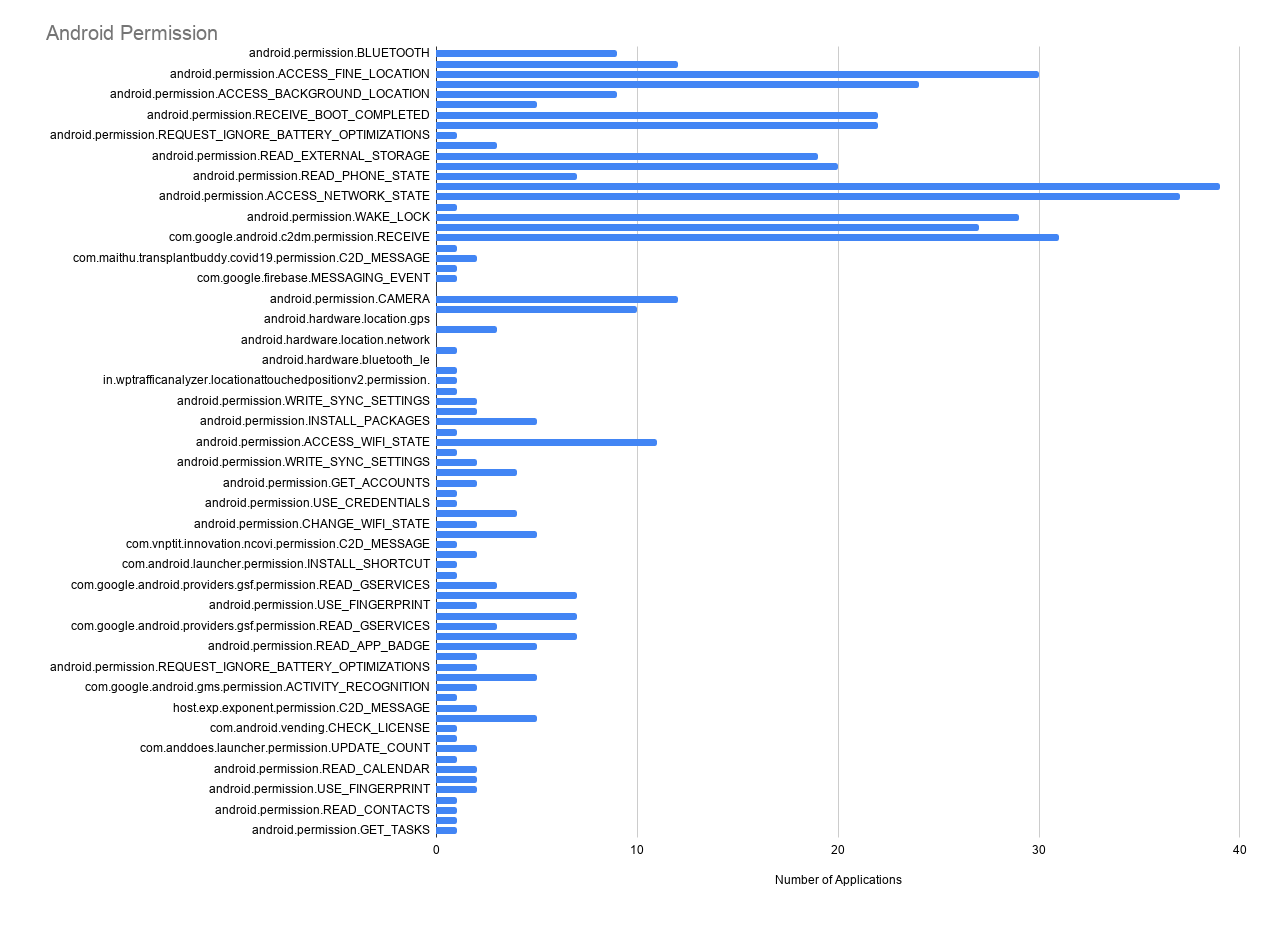 Android Permission
android.permission.BLUETOOTH
android.permission.ACCESS_FINE_LOCATION
android.permission.ACCESS_BACKGROUND_LOCATION
android.permission.RECEIVE_BOOT_COMPLETED
android.permission.REQUEST_IGNORE_BATTERY_OPTIMIZATIONS
android.permission.READ_EXTERNAL_STORAGE
android.permission.READ_PHONE_STATE
android.permission.ACCESS_NETWORK_STATE
android.permission.WAKE_LOCK
com.google.android.c2dm.permission.RECEIVE
com.maithu.transplantbuddy.covid19.permission.C2D_MESSAGE
com.google.firebase.MESSAGING_EVENT
android.permission.CAMERA
android.hardware.location.gps
android.hardware.location.network
android.hardware.bluetooth_le
in.wptrafficanalyzer.locationattouchedpositionv2.permission.
android.permission.WRITE_SYNC_SETTINGS
android.permission.INSTALL_PACKAGES
android.permission.ACCESS_WIFI_STATE
android.permission.WRITE_SYNC_SETTINGS
android.permission.GET_ACCOUNTS
android.permission.USE_CREDENTIALS
android.permission.CHANGE_WIFI_STATE
com.vnptit.innovation.ncovi.permission.C2D_MESSAGE
com.android.launcher.permission.INSTALL_SHORTCUT
com.google.android.providers.gsf.permission.READ_GSERVICES
android.permission.USE_FINGERPRINT
com.google.android.providers.gsf.permission.READ_GSERVICES
android.permission.READ_APP_BADGE
android.permission.REQUEST_IGNORE_BATTERY_OPTIMIZATIONS
com.google.android.gms.permission.ACTIVITY_RECOGNITION
host.exp.exponent.permission.C2D_MESSAGE
com.android.vending.CHECK_LICENSE
com.anddoes.launcher.permission.UPDATE_COUNT
android.permission.READ_CALENDAR
android.permission.USE_FINGERPRINT
android.permission.READ_CONTACTS
android.permission.GET_TASKS
0 10 20 30 40
Number of Applications